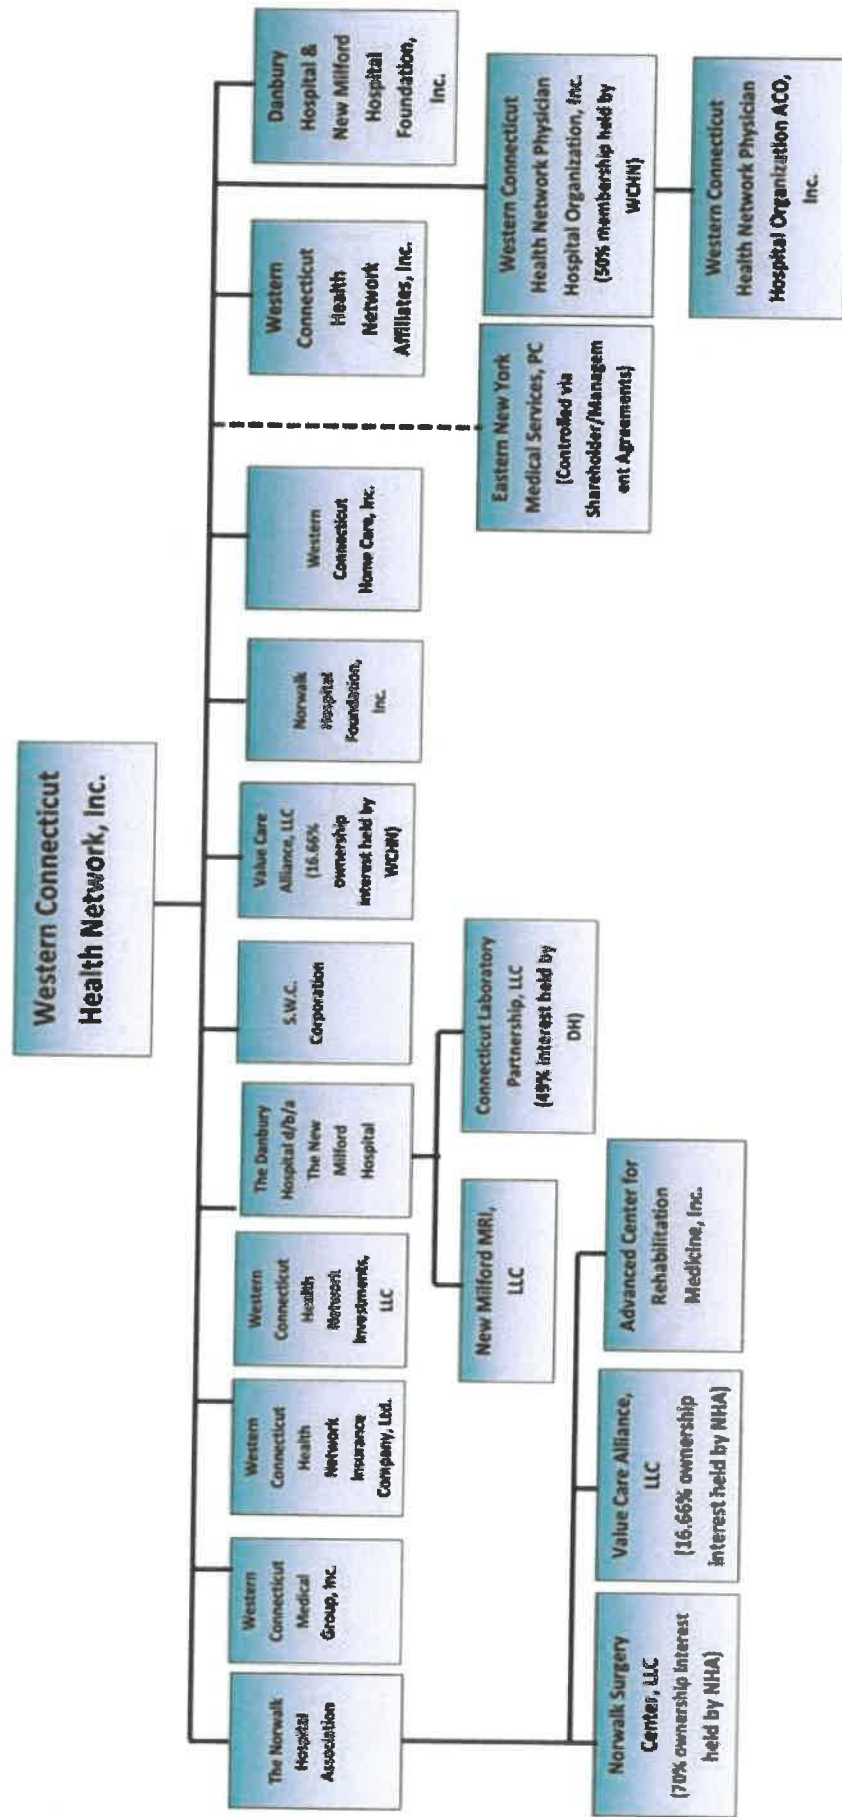 Western Connecticut
Health Network, Inc.
The Norwalk
Hospital
Association
Western
Connecticut
Medical
Group, Inc.
Western
Connecticut
Health
Network
Insurance
Company, Ltd.
Western
Connecticut
Health
Network
Investments,
LLC
The Danbury
Hospital d/b/a
The New
Milford
Hospital
S.W.C.
Corporation
Value Care
Alliance, LLC
(16.66%
ownership
interest held by
WCHN)
Norwalk
Hospital
Foundation,
Inc.
Western
Connecticut
Home Care, Inc.
Western
Connecticut
Health
Network
Affiliates, Inc.
Danbury
Hospital &
New Milford
Hospital
Foundation,
Inc.
New Milford MRI,
LLC
Connecticut Laboratory
Partnership, LLC
(49% interest held by
DH)
Eastern New York
Medical Services, PC
(Controlled via
Shareholder/Managem
ent Agreements)
Western Connecticut
Health Network Physician
Hospital Organization, Inc.
(50% membership held by
WCHN)
Norwalk Surgery
Center, LLC
(70% ownership interest
held by NHA)
Value Care Alliance,
LLC
(16.66% ownership
interest held by NHA)
Advanced Center for
Rehabilitation
Medicine, Inc.
Western Connecticut
Health Network Physician
Hospital Organization ACO,
Inc.